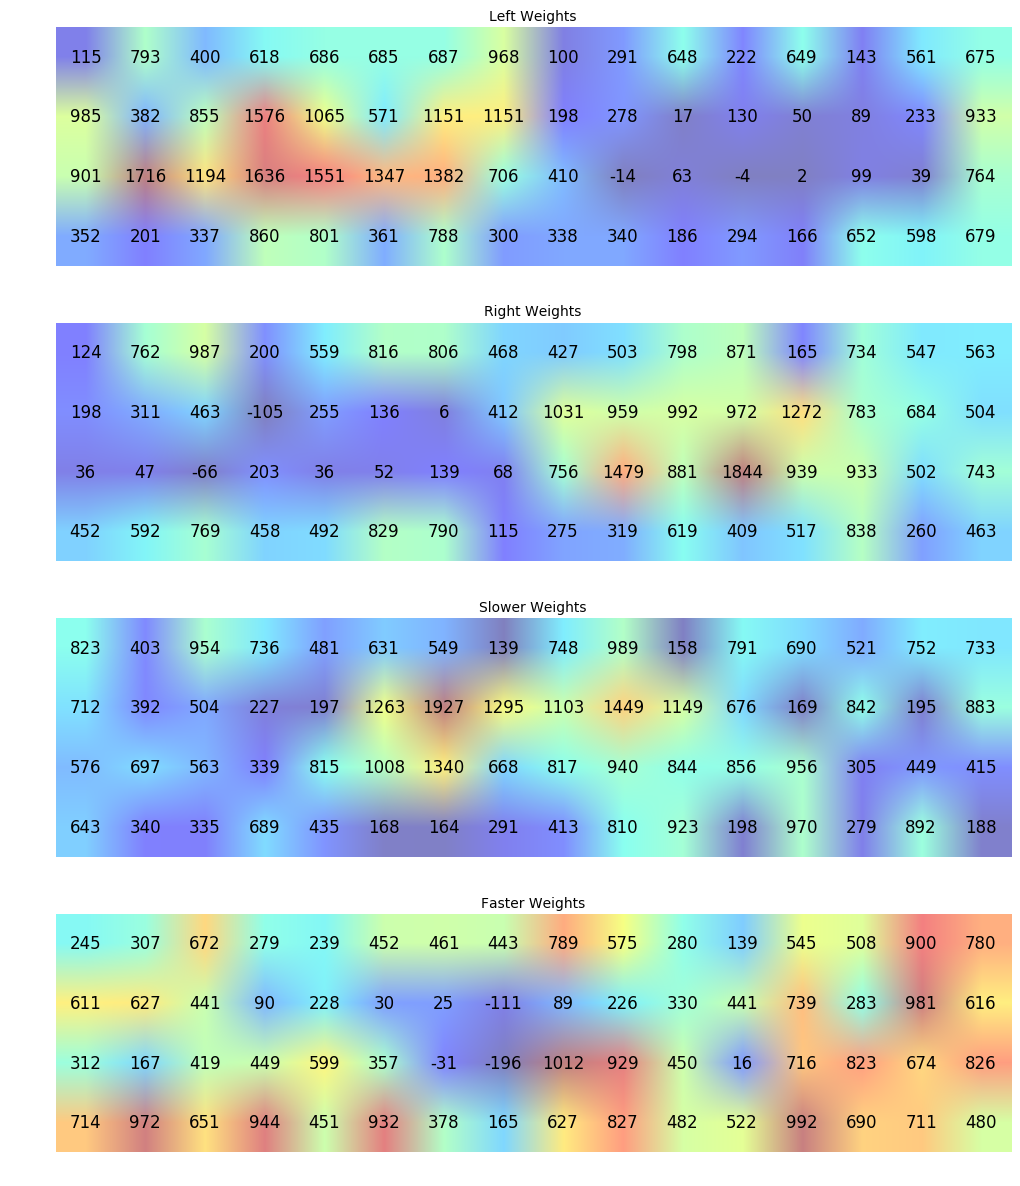 Left Weights
115 793 400 618 686 685 687 968 100 291 648 222 649 143 561 675
985 382 855 1576 1065 571 1151 1151 198 278 17 130 50 89 233 933
901 1716 1194 1636 1551 1347 1382 706 410 -14 63 -4 2 99 39 764
352 201 337 860 801 361 788 300 338 340 186 294 166 652 598 679
Right Weights
124 762 987 200 559 816 806 468 427 503 798 871 165 734 547 563
198 311 463 -105 255 136 6 412 1031 959 992 972 1272 783 684 504
36 47 -66 203 36 52 139 68 756 1479 881 1844 939 933 502 743
452 592 769 458 492 829 790 115 275 319 619 409 517 838 260 463
Slower Weights
823 403 954 736 481 631 549 139 748 989 158 791 690 521 752 733
712 392 504 227 197 1263 1927 1295 1103 1449 1149 676 169 842 195 883
576 697 563 339 815 1008 1340 668 817 940 844 856 956 305 449 415
643 340 335 689 435 168 164 291 413 810 923 198 970 279 892 188
Faster Weights
245 307 672 279 239 452 461 443 789 575 280 139 545 508 900 780
611 627 441 90 228 30 25 -111 89 226 330 441 739 283 981 616
312 167 419 449 599 357 -31 -196 1012 929 450 16 716 823 674 826
714 972 651 944 451 932 378 165 627 827 482 522 992 690 711 480